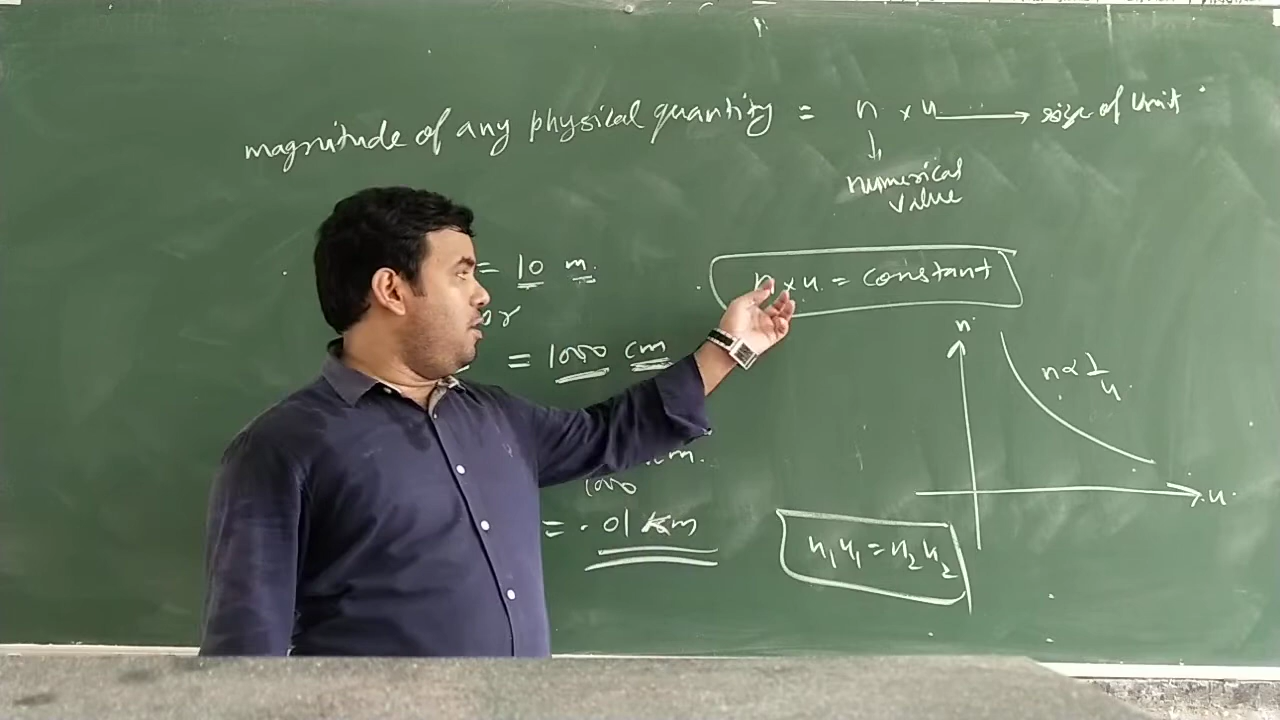 magnitude of any physical quantity = n × u → size of unit
↓
numerical
value
= 10 m
or
= 1000 cm
n × u = constant
n
n ∝ 1/u
m.
1000
= .01 km
u
n₁u₁ = n₂u₂